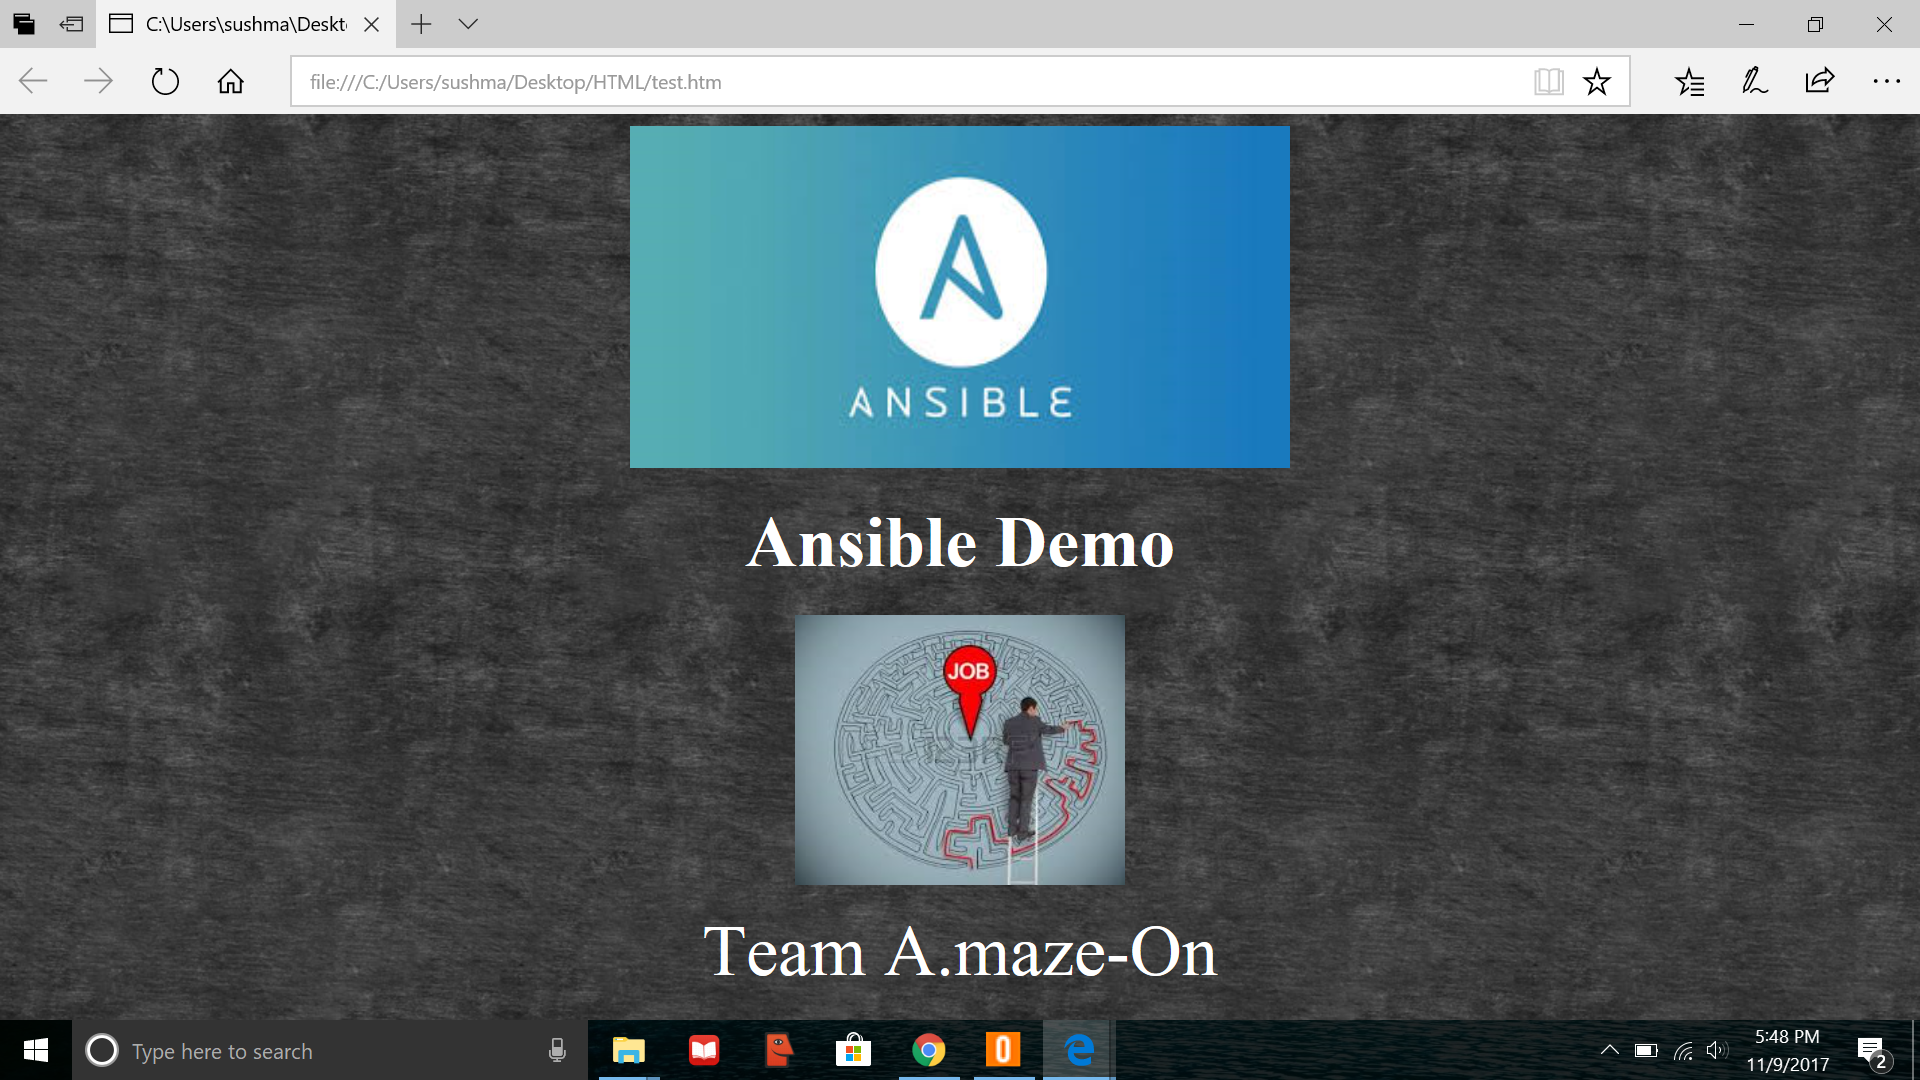 C:\Users\sushma\Deskt
file:///C:/Users/sushma/Desktop/HTML/test.htm
ANSIBLE
Ansible Demo
JOB
Team A.maze-On
Type here to search
5:48 PM
11/9/2017
2